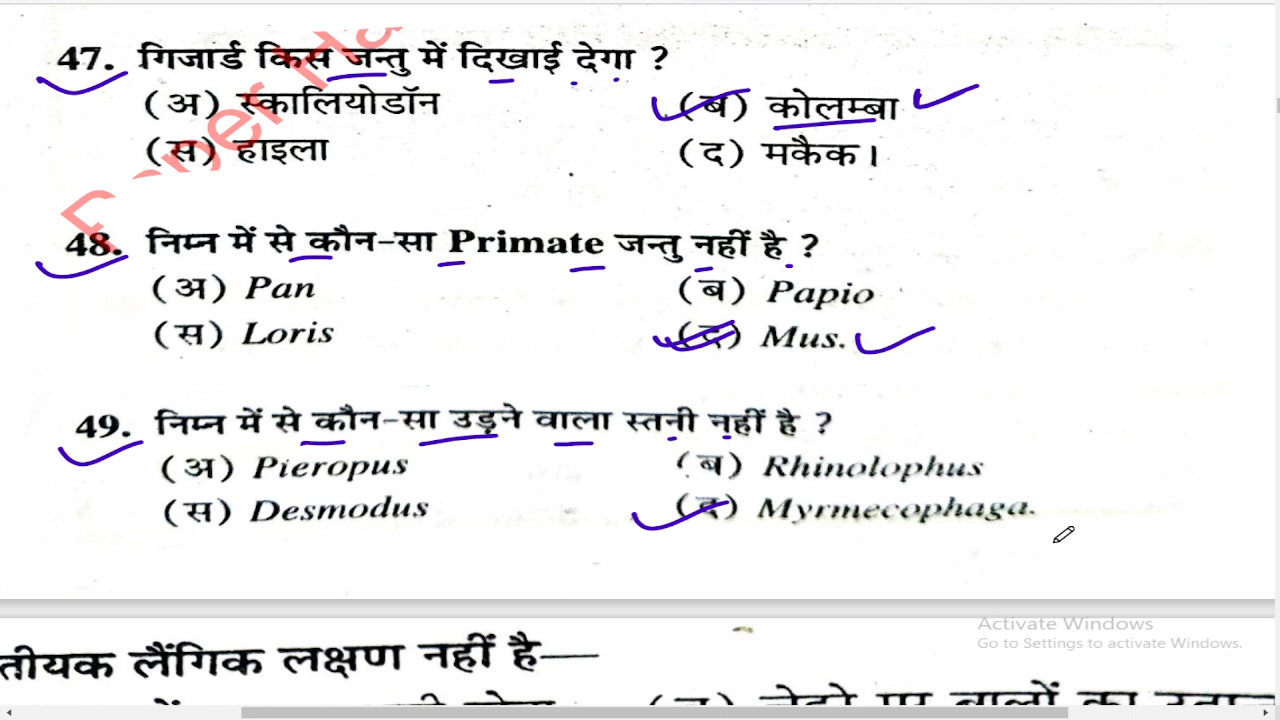 47. गिजार्ड किस जन्तु में दिखाई देगा ?
(अ) स्कालियोडॉन (ब) कोलम्बा
(स) हाइला (द) मकैक।
48. निम्न में से कौन-सा Primate जन्तु नहीं है ?
(अ) Pan (ब) Papio
(स) Loris (द) Mus.
49. निम्न में से कौन-सा उड़ने वाला स्तनी नहीं है ?
(अ) Pieropus (ब) Rhinolophus
(स) Desmodus (द) Myrmecophaga.
Activate Windows
Go to Settings to activate Windows.
तीयक लैंगिक लक्षण नहीं है—